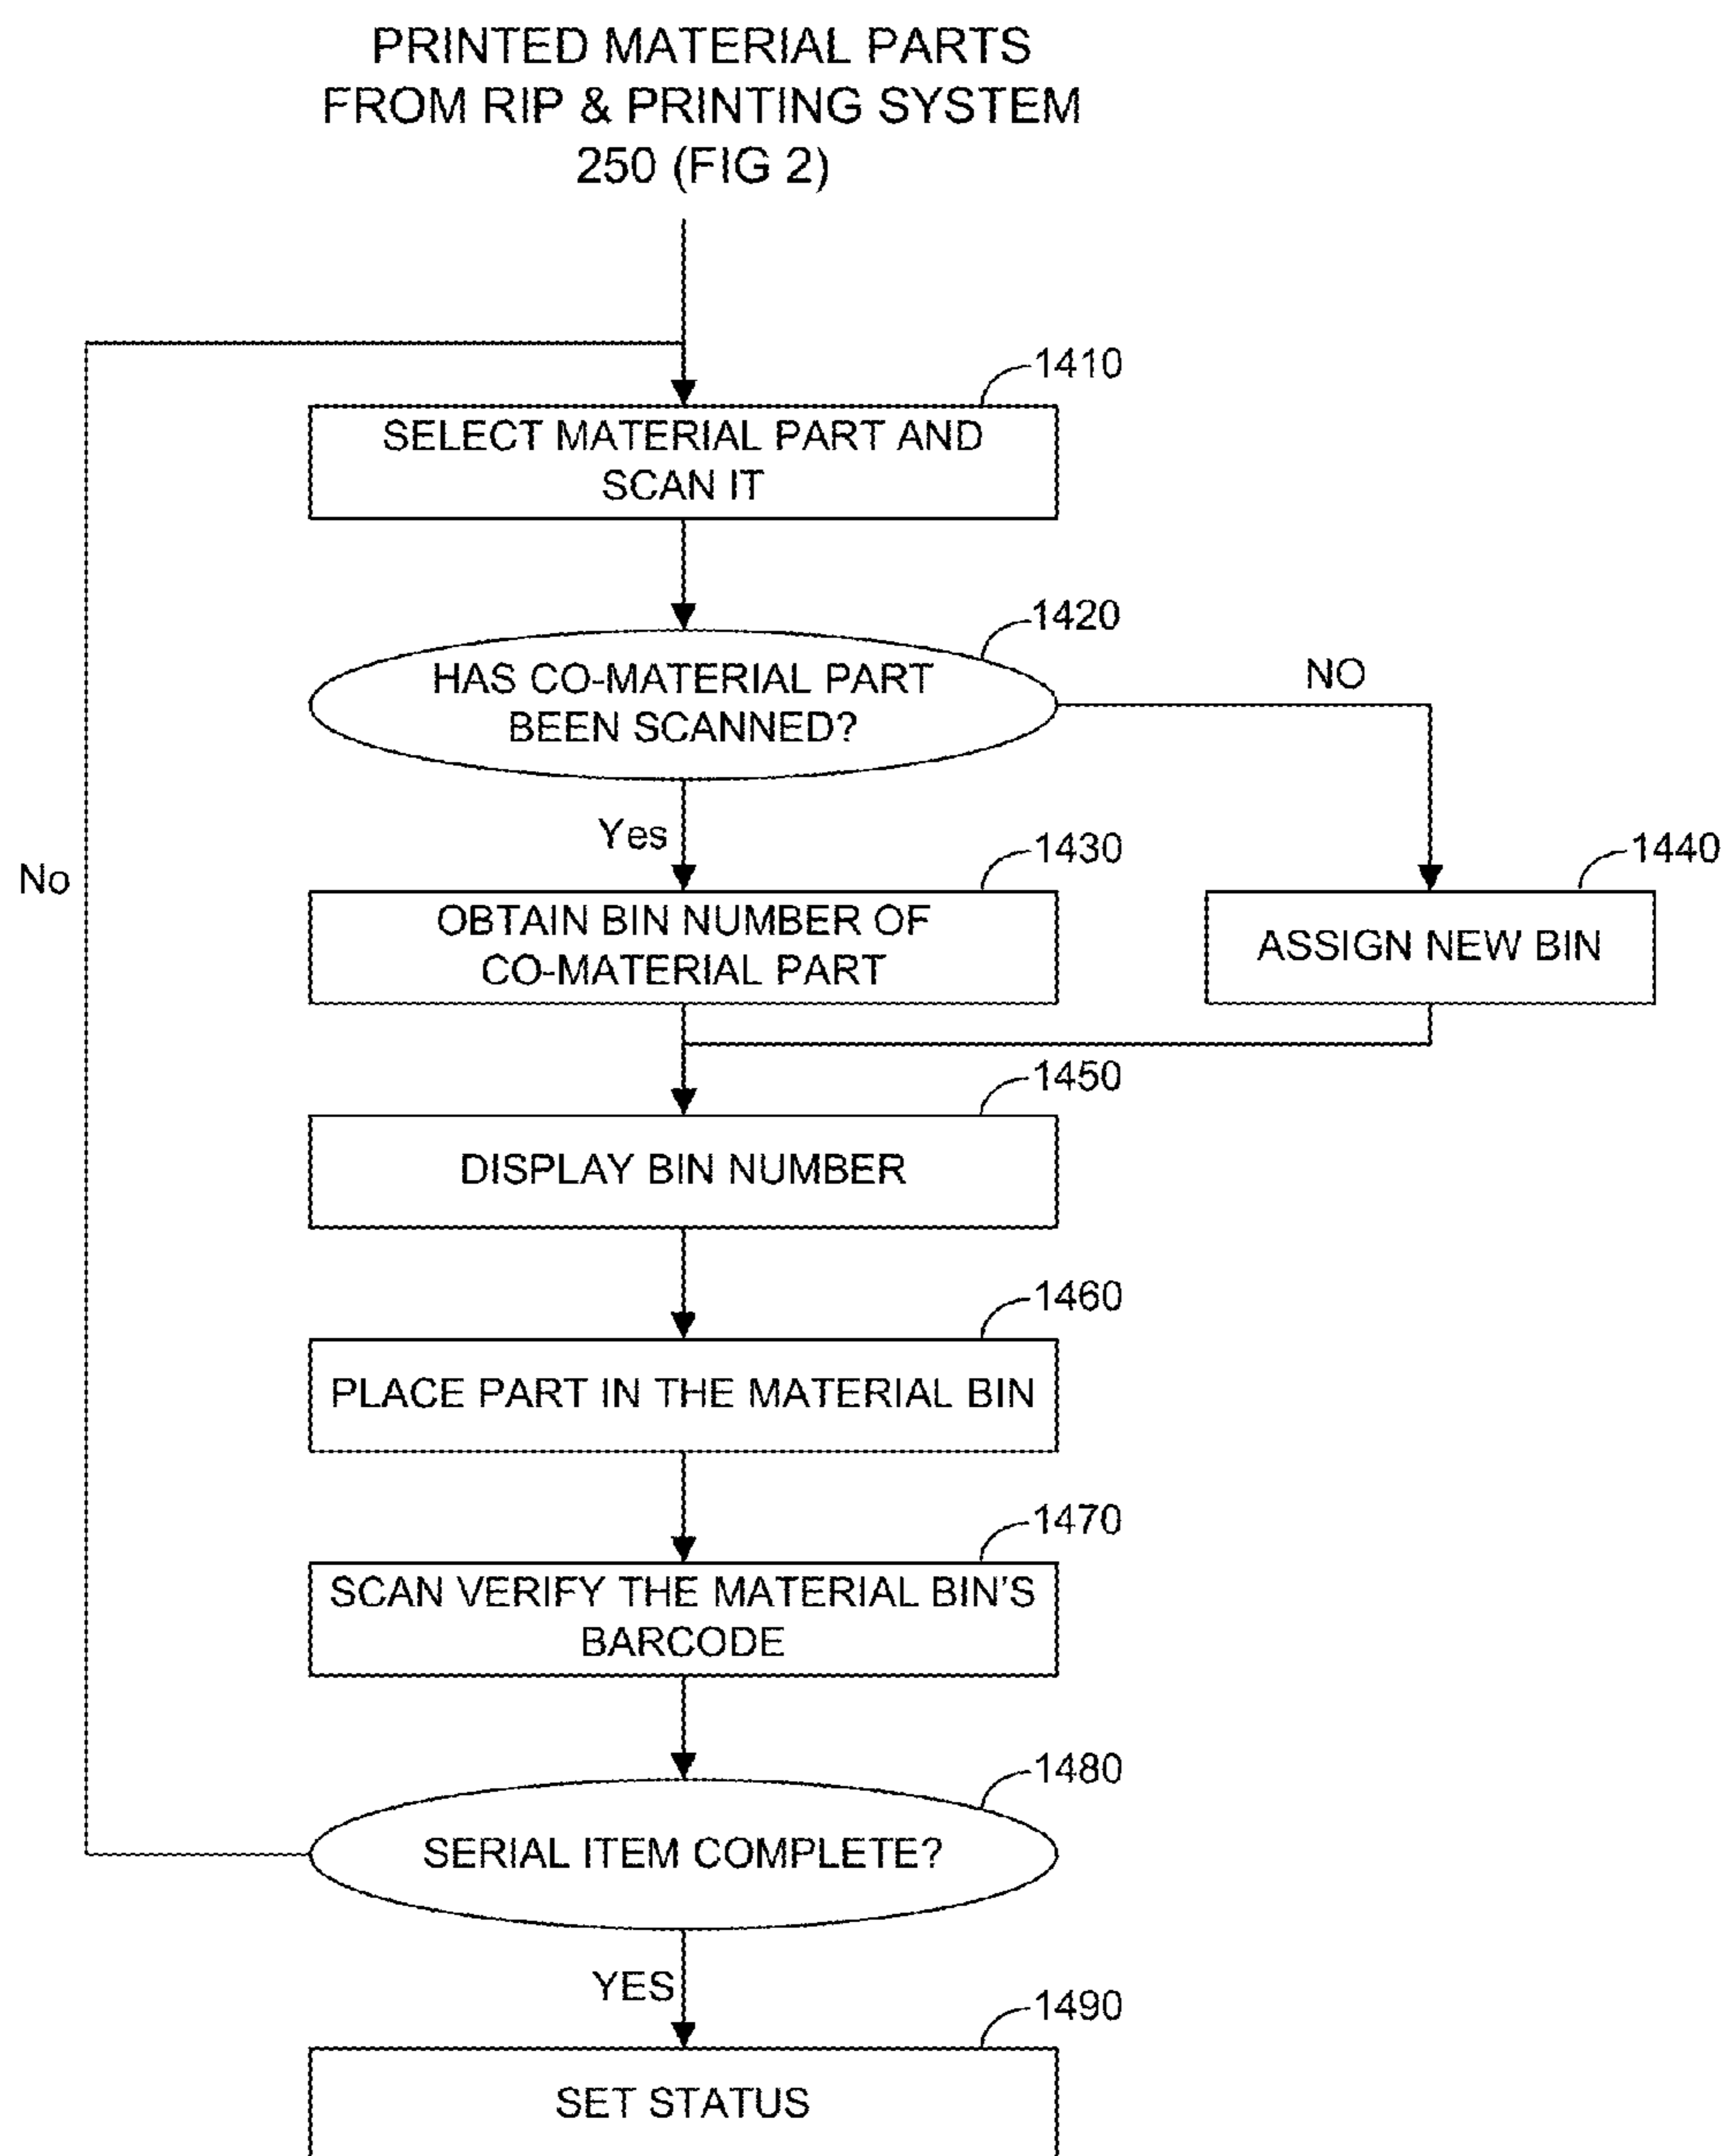 PRINTED MATERIAL PARTS
FROM RIP & PRINTING SYSTEM
250 (FIG 2)
1410
SELECT MATERIAL PART AND
SCAN IT
1420
HAS CO-MATERIAL PART
BEEN SCANNED?
NO
Yes
No
1430
1440
OBTAIN BIN NUMBER OF
CO-MATERIAL PART
ASSIGN NEW BIN
1450
DISPLAY BIN NUMBER
1460
PLACE PART IN THE MATERIAL BIN
1470
SCAN VERIFY THE MATERIAL BIN'S
BARCODE
1480
SERIAL ITEM COMPLETE?
YES
1490
SET STATUS